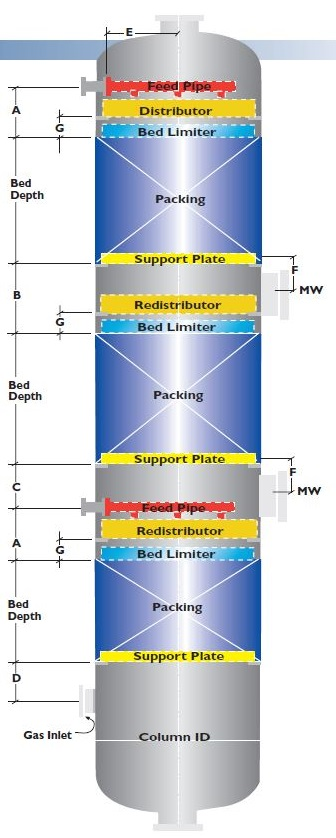 E
Feed Pipe
A
Distributor
G
Bed Limiter
Bed
Depth
Packing
Support Plate
F
MW
B
Redistributor
G
Bed Limiter
Bed
Depth
Packing
Support Plate
F
MW
C
Feed Pipe
Redistributor
A
G
Bed Limiter
Bed
Depth
Packing
Support Plate
D
Gas Inlet
Column ID